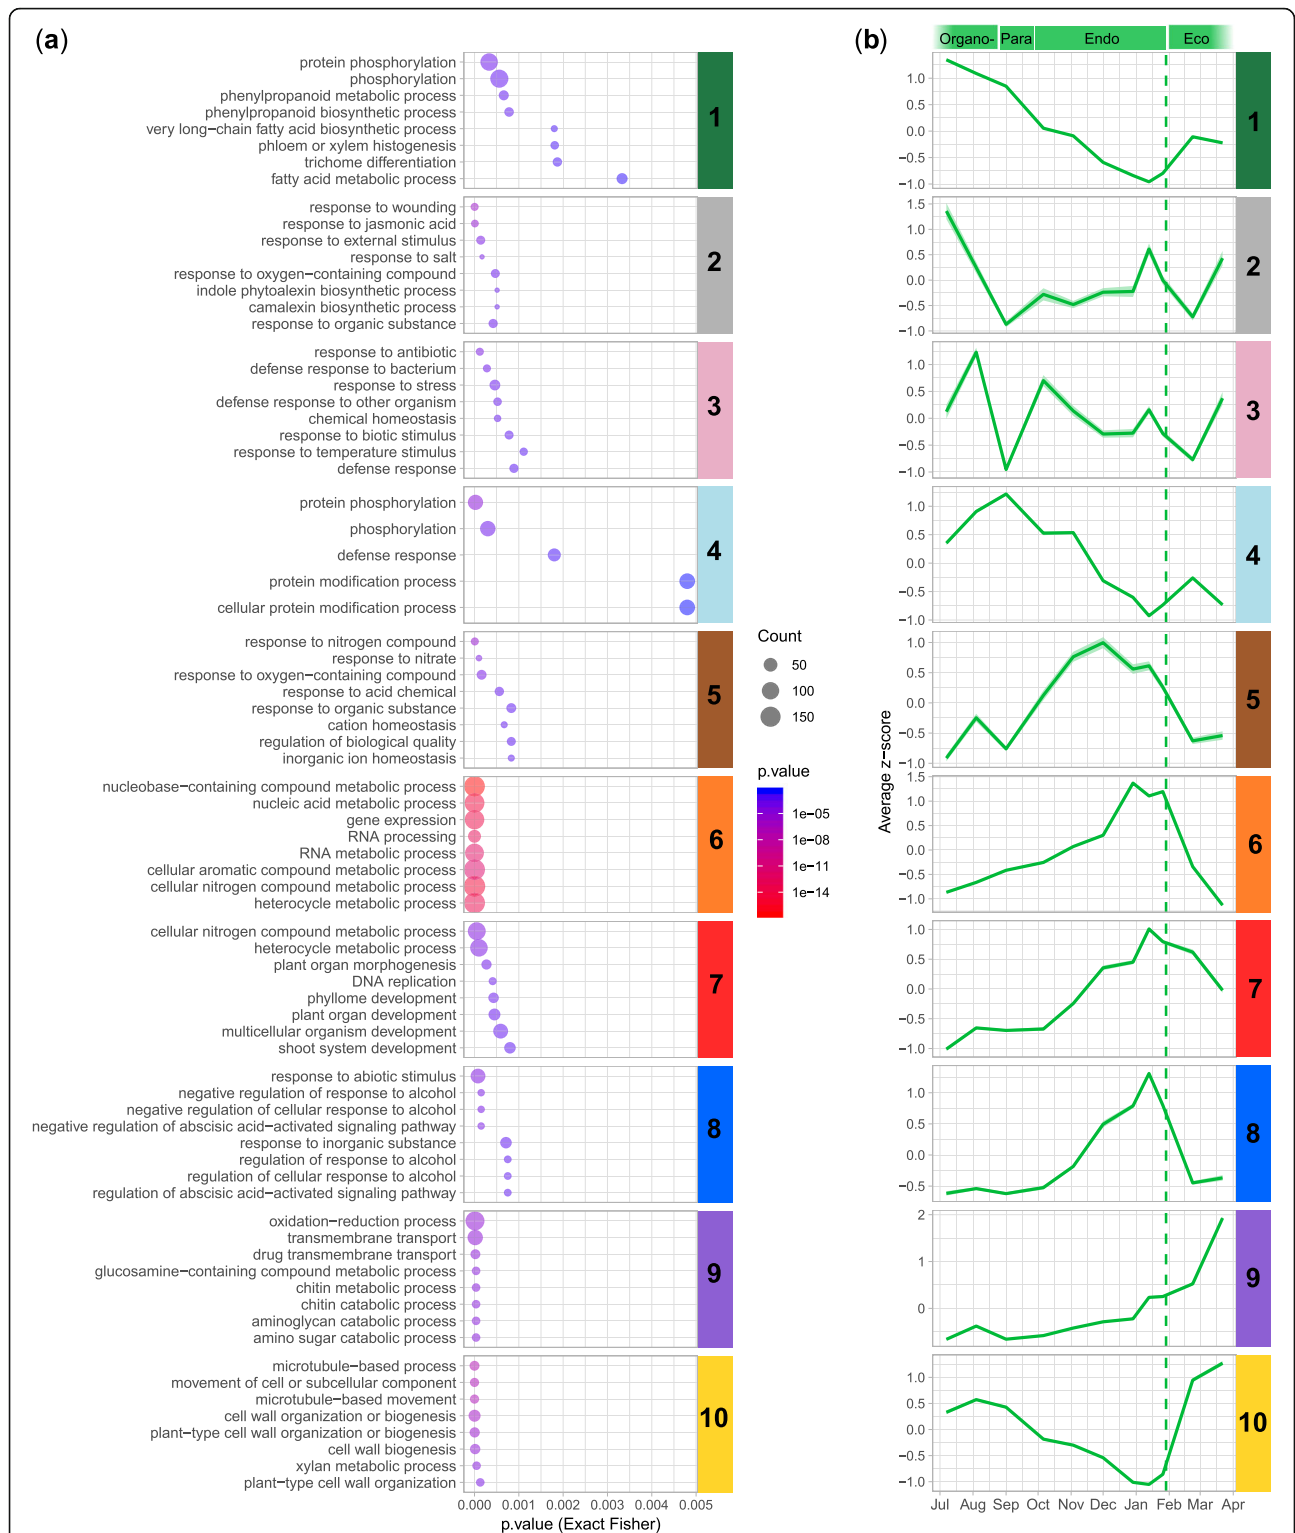 (a)
protein phosphorylation
phosphorylation
phenylpropanoid metabolic process
phenylpropanoid biosynthetic process
very long−chain fatty acid biosynthetic process
phloem or xylem histogenesis
trichome differentiation
fatty acid metabolic process
1
response to wounding
response to jasmonic acid
response to external stimulus
response to salt
response to oxygen−containing compound
indole phytoalexin biosynthetic process
camalexin biosynthetic process
response to organic substance
2
response to antibiotic
defense response to bacterium
response to stress
defense response to other organism
chemical homeostasis
response to biotic stimulus
response to temperature stimulus
defense response
3
protein phosphorylation
phosphorylation
defense response
protein modification process
cellular protein modification process
4
response to nitrogen compound
response to nitrate
response to oxygen−containing compound
response to acid chemical
response to organic substance
cation homeostasis
regulation of biological quality
inorganic ion homeostasis
5
nucleobase−containing compound metabolic process
nucleic acid metabolic process
gene expression
RNA processing
RNA metabolic process
cellular aromatic compound metabolic process
cellular nitrogen compound metabolic process
heterocycle metabolic process
6
cellular nitrogen compound metabolic process
heterocycle metabolic process
plant organ morphogenesis
DNA replication
phyllome development
plant organ development
multicellular organism development
shoot system development
7
response to abiotic stimulus
negative regulation of response to alcohol
negative regulation of cellular response to alcohol
negative regulation of abscisic acid−activated signaling pathway
response to inorganic substance
regulation of response to alcohol
regulation of cellular response to alcohol
regulation of abscisic acid−activated signaling pathway
8
oxidation−reduction process
transmembrane transport
drug transmembrane transport
glucosamine−containing compound metabolic process
chitin metabolic process
chitin catabolic process
aminoglycan catabolic process
amino sugar catabolic process
9
microtubule−based process
movement of cell or subcellular component
microtubule−based movement
cell wall organization or biogenesis
plant−type cell wall organization or biogenesis
cell wall biogenesis
xylan metabolic process
plant−type cell wall organization
10
0.000 0.001 0.002 0.003 0.004 0.005
p.value (Exact Fisher)
Count
50
100
150
p.value
1e−05
1e−08
1e−11
1e−14
(b)
Organo- Para Endo Eco
Average z−score
1.0
0.5
0.0
−0.5
−1.0
1
1.5
1.0
0.5
0.0
−0.5
−1.0
2
1.0
0.5
0.0
−0.5
−1.0
3
1.0
0.5
0.0
−0.5
−1.0
4
1.0
0.5
0.0
−0.5
−1.0
5
1.5
1.0
0.5
0.0
−0.5
−1.0
6
1.0
0.5
0.0
−0.5
−1.0
7
1.0
0.5
0.0
−0.5
8
2
1
0
9
1.0
0.5
0.0
−0.5
−1.0
10
Jul Aug Sep Oct Nov Dec Jan Feb Mar Apr